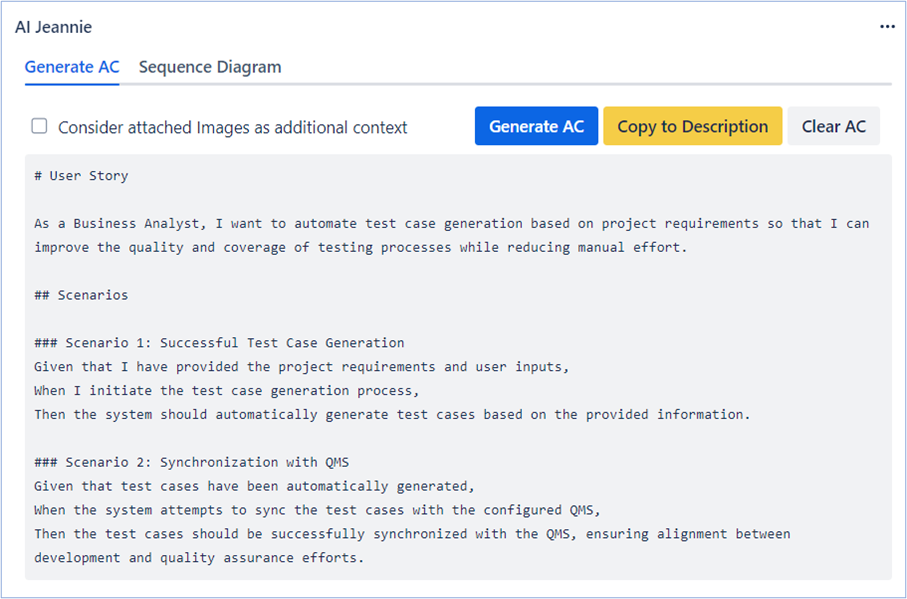 AI Jeannie
...
Generate AC
Sequence Diagram
Consider attached Images as additional context
Generate AC
Copy to Description
Clear AC
# User Story
As a Business Analyst, I want to automate test case generation based on project requirements so that I can
improve the quality and coverage of testing processes while reducing manual effort.
## Scenarios
### Scenario 1: Successful Test Case Generation
Given that I have provided the project requirements and user inputs,
When I initiate the test case generation process,
Then the system should automatically generate test cases based on the provided information.
### Scenario 2: Synchronization with QMS
Given that test cases have been automatically generated,
When the system attempts to sync the test cases with the configured QMS,
Then the test cases should be successfully synchronized with the QMS, ensuring alignment between
development and quality assurance efforts.